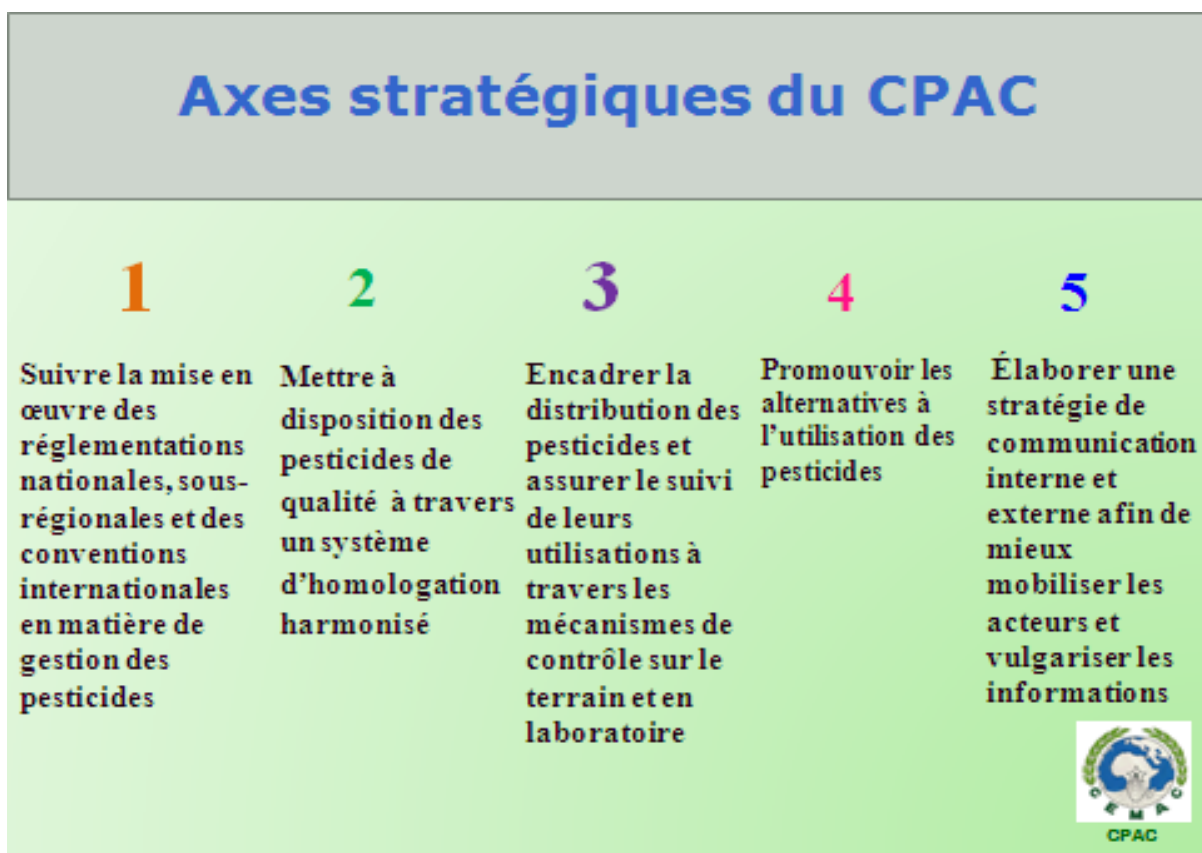 Axes stratégiques du CPAC
1
Suivre la mise en
œuvre des
réglementations
nationales, sous-
régionales et des
conventions
internationales
en matière de
gestion des
pesticides
2
Mettre à
disposition des
pesticides de
qualité à travers
un système
d’homologation
harmonisé
3
Encadrer la
distribution des
pesticides et
assurer le suivi
de leurs
utilisations à
travers les
mécanismes de
contrôle sur le
terrain et en
laboratoire
4
Promouvoir les
alternatives à
l’utilisation des
pesticides
5
Élaborer une
stratégie de
communication
interne et
externe afin de
mieux
mobiliser les
acteurs et
vulgariser les
informations
CEMAC
CPAC